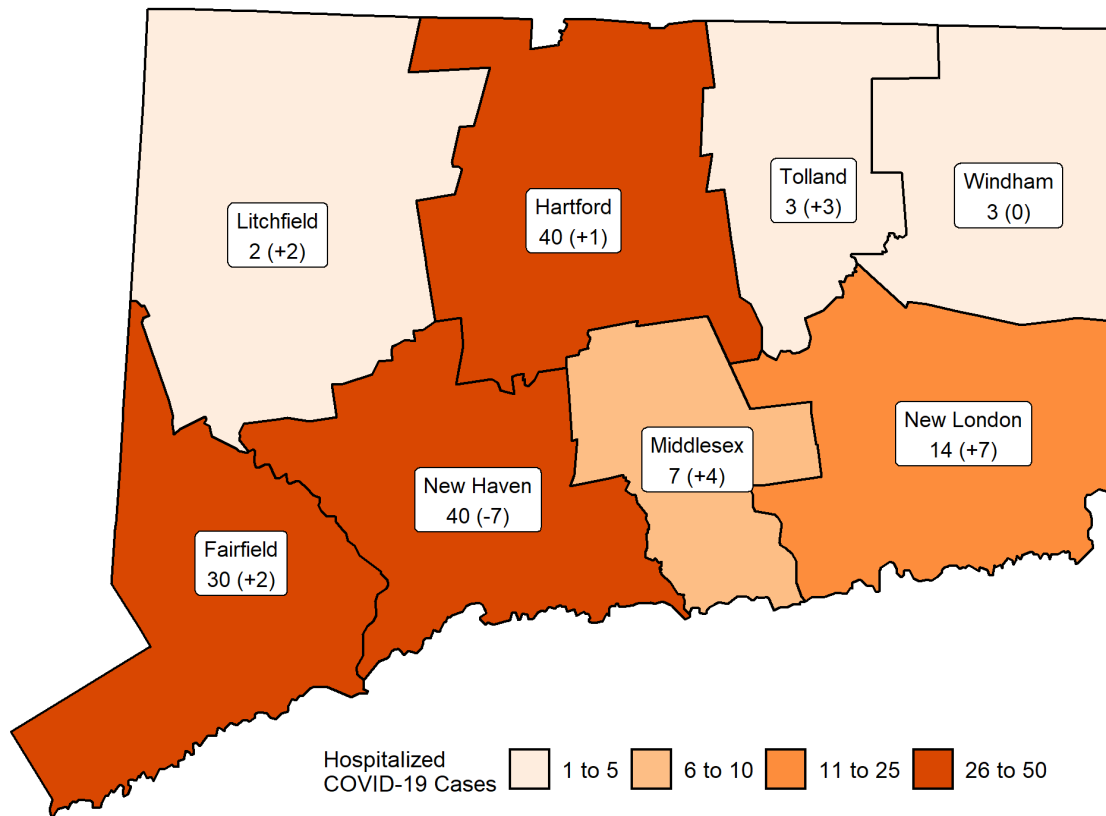 Tolland
3 (+3)
Windham
3 (0)
Hartford
40 (+1)
Litchfield
2 (+2)
New London
14 (+7)
Middlesex
7 (+4)
New Haven
40 (-7)
Fairfield
30 (+2)
Hospitalized
COVID-19 Cases
1 to 5
6 to 10
11 to 25
26 to 50